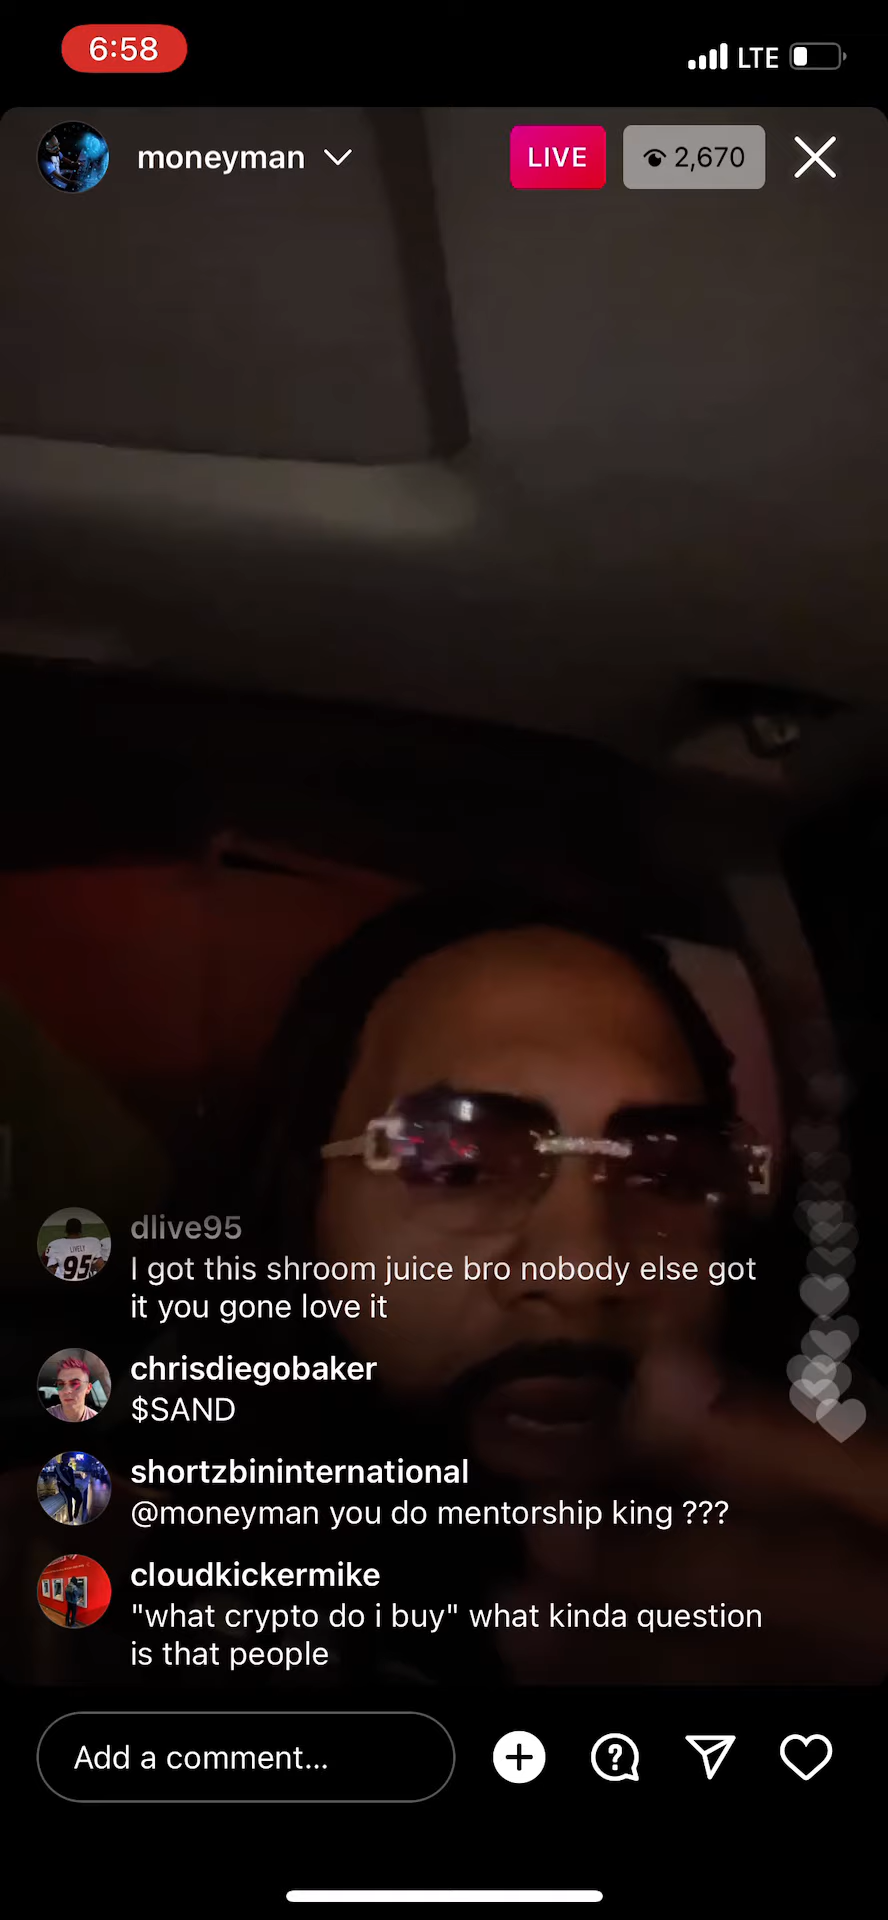 6:58
LTE
moneyman
LIVE
2,670
LIVELY
95
dlive95
I got this shroom juice bro nobody else got
it you gone love it
chrisdiegobaker
$SAND
shortzbininternational
@moneyman you do mentorship king ???
cloudkickermike
"what crypto do i buy" what kinda question
is that people
Add a comment...